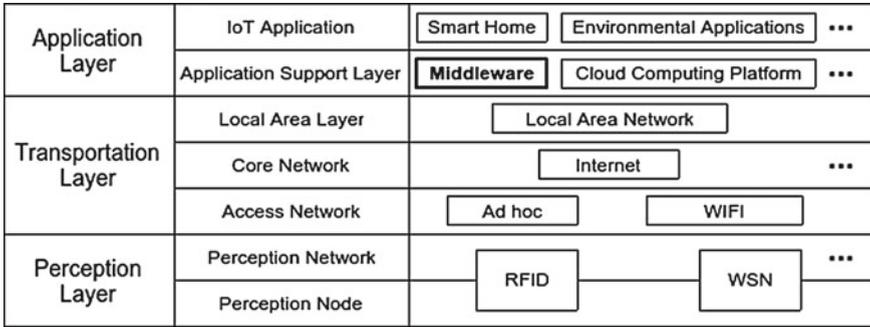 Application
Layer
IoT Application
Smart Home
Environmental Applications
...
Application Support Layer
Middleware
Cloud Computing Platform
...
Transportation
Layer
Local Area Layer
Local Area Network
Core Network
Internet
...
Access Network
Ad hoc
WIFI
Perception
Layer
Perception Network
...
RFID
WSN
Perception Node